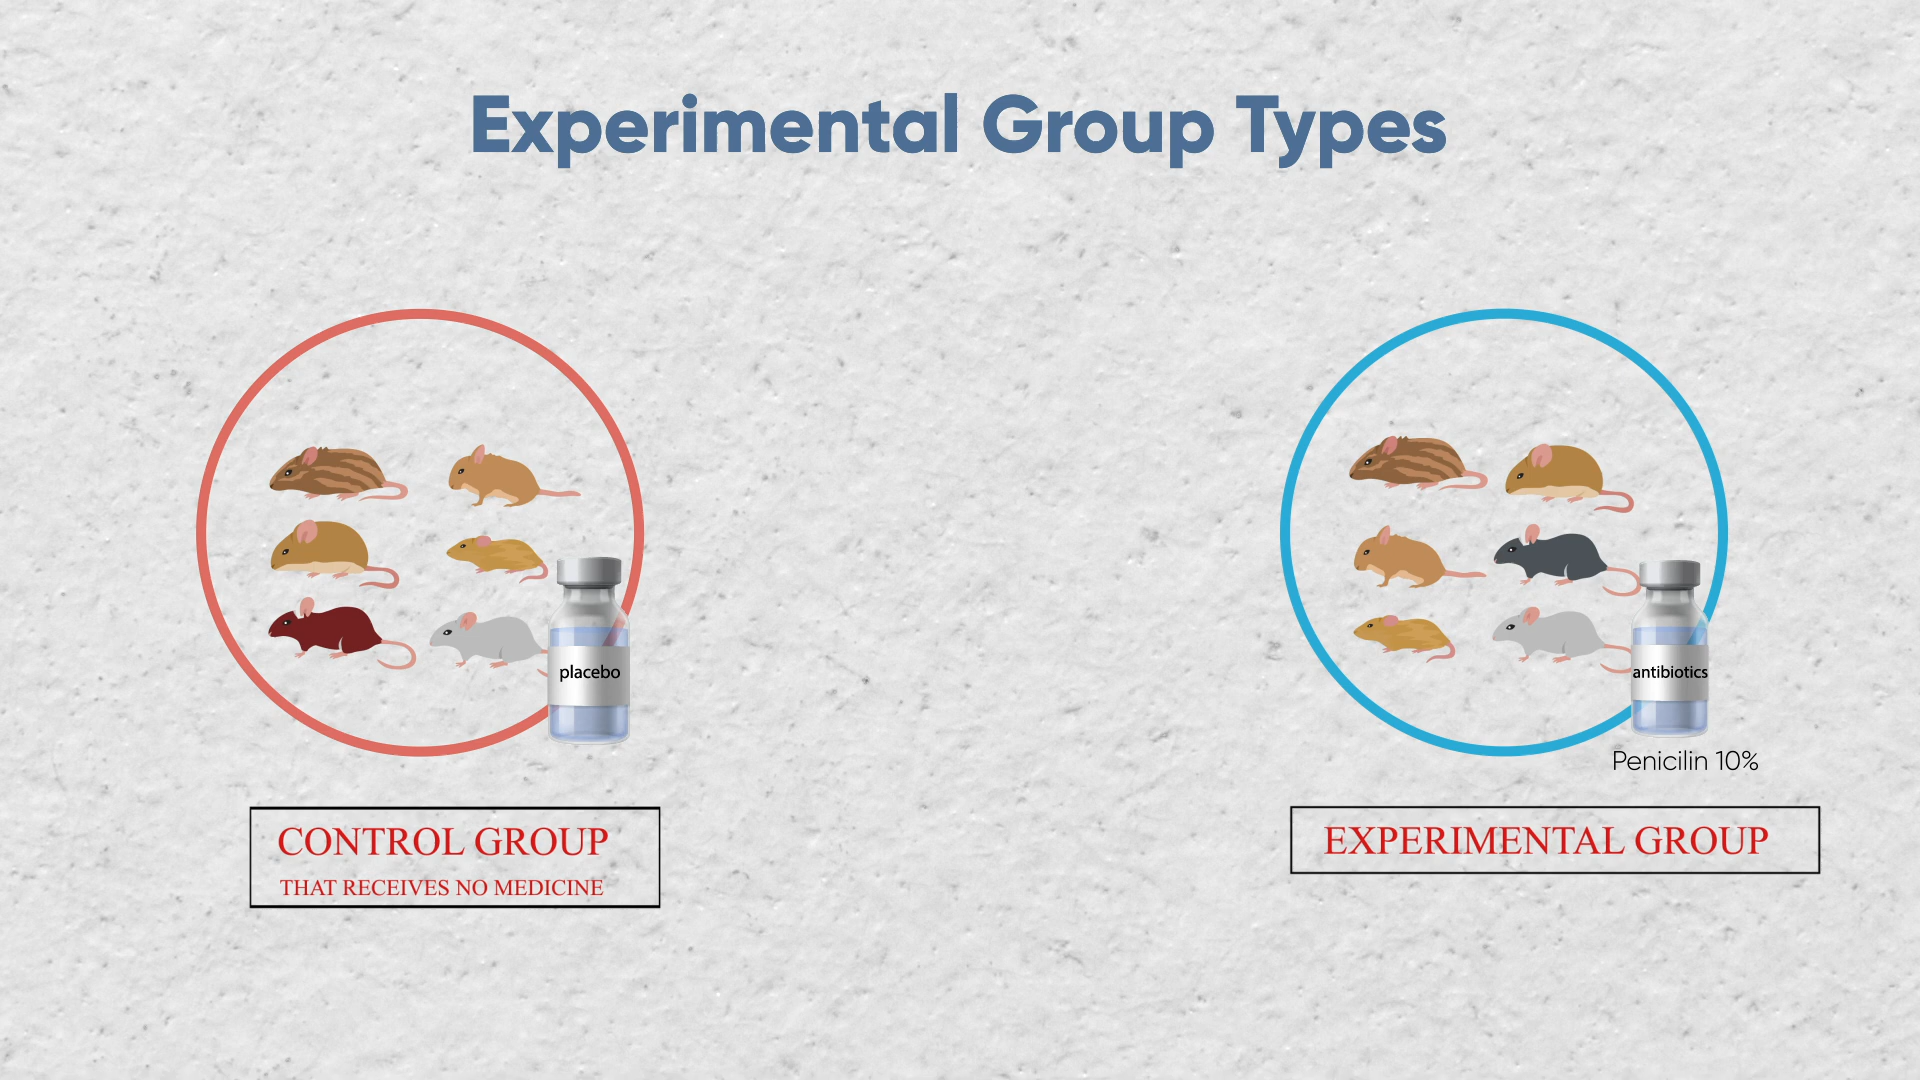 Experimental Group Types
placebo
antibiotics
Penicilin 10%
CONTROL GROUP
THAT RECEIVES NO MEDICINE
EXPERIMENTAL GROUP